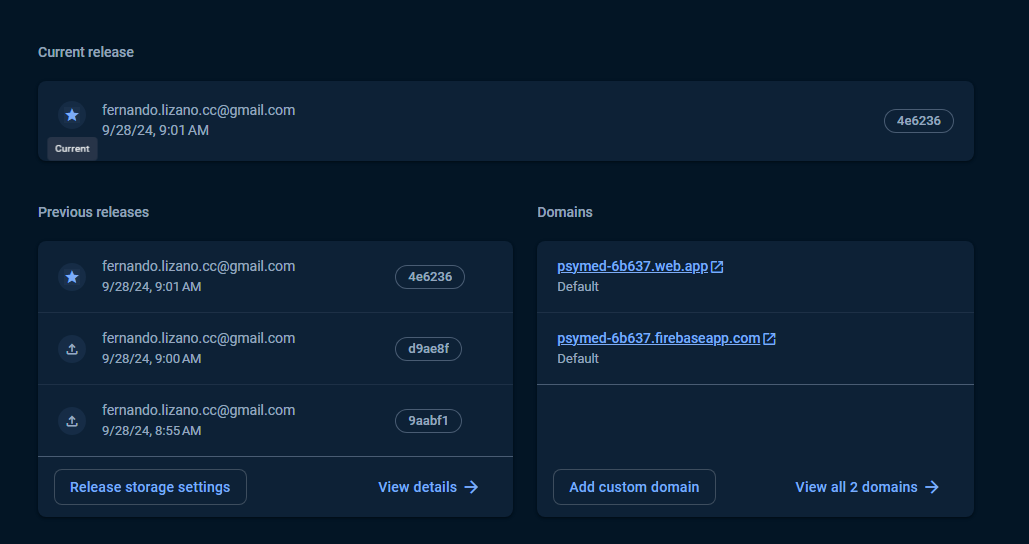 Current release
fernando.lizano.cc@gmail.com
9/28/24, 9:01 AM
4e6236
Current
Previous releases
fernando.lizano.cc@gmail.com
9/28/24, 9:01 AM
4e6236
fernando.lizano.cc@gmail.com
9/28/24, 9:00 AM
d9ae8f
fernando.lizano.cc@gmail.com
9/28/24, 8:55 AM
9aabf1
Release storage settings
View details
Domains
psymed-6b637.web.app
Default
psymed-6b637.firebaseapp.com
Default
Add custom domain
View all 2 domains